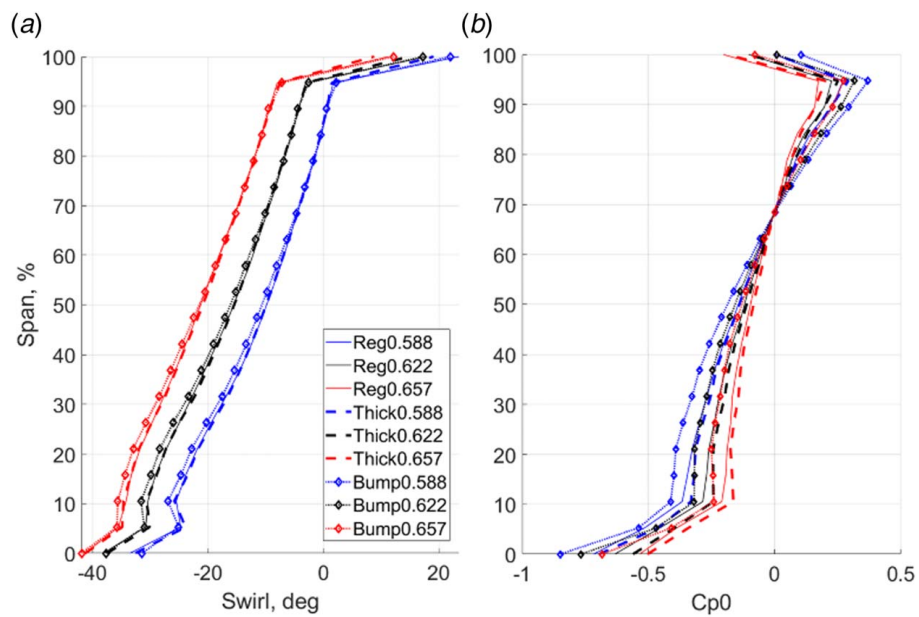 (a)
100
90
80
70
60
50
40
30
20
10
0
Span, %
-40
-20
0
20
Swirl, deg
Reg0.588
Reg0.622
Reg0.657
Thick0.588
Thick0.622
Thick0.657
Bump0.588
Bump0.622
Bump0.657
(b)
100
90
80
70
60
50
40
30
20
10
0
-1
-0.5
0
0.5
Cp0